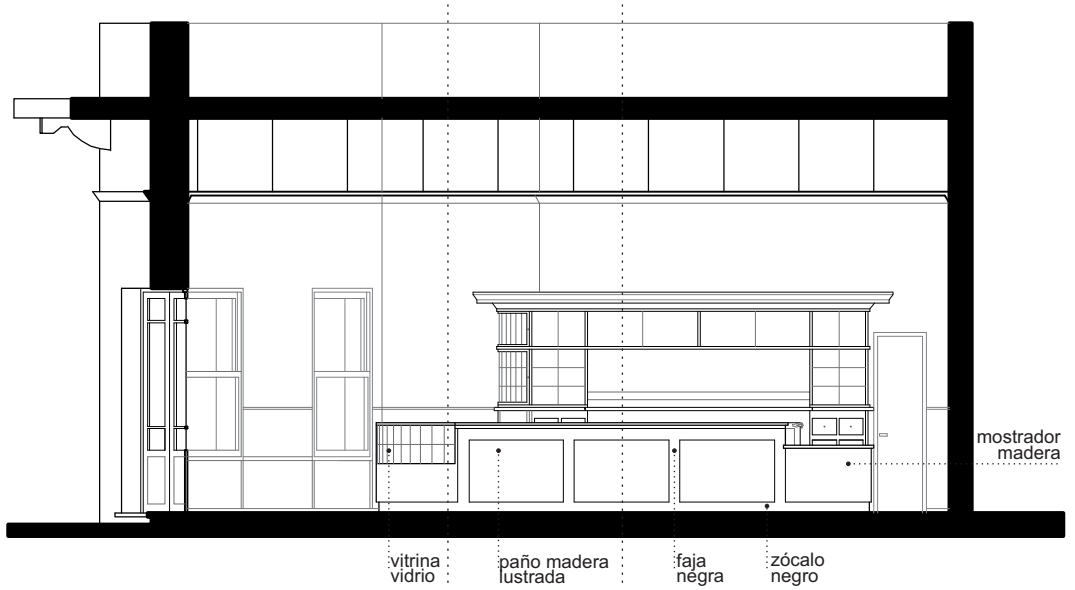 mostrador
madera
vitrina
vidrio
paño madera
lustrada
faja
negra
zócalo
negro